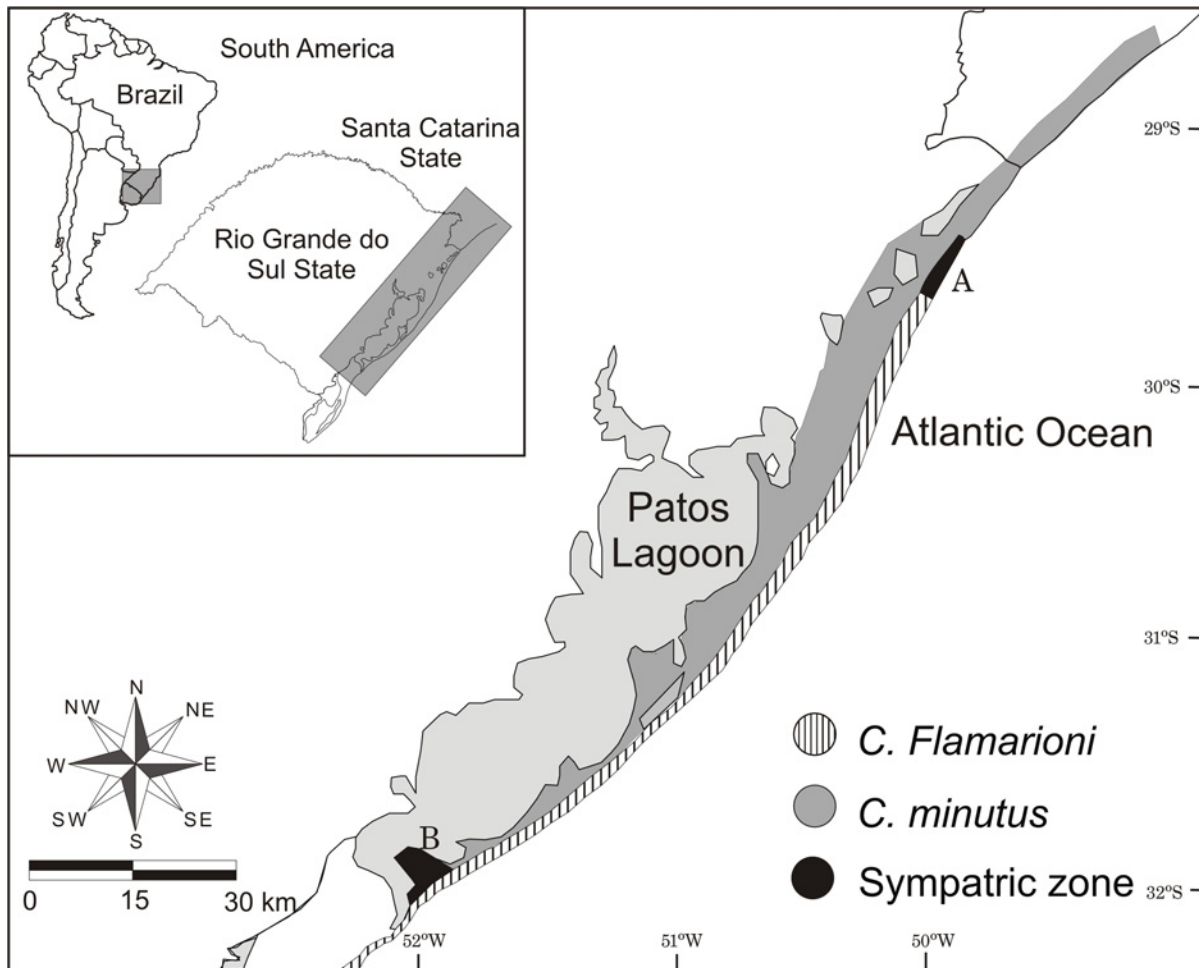 South America
Brazil
Santa Catarina
State
Rio Grande do
Sul State
29ºS
A
30ºS
Atlantic Ocean
Patos
Lagoon
31ºS
N
NW
NE
W
E
SW
SE
S
C. Flamarioni
C. minutus
Sympatric zone
B
0
15
30 km
32ºS
52ºW
51ºW
50ºW